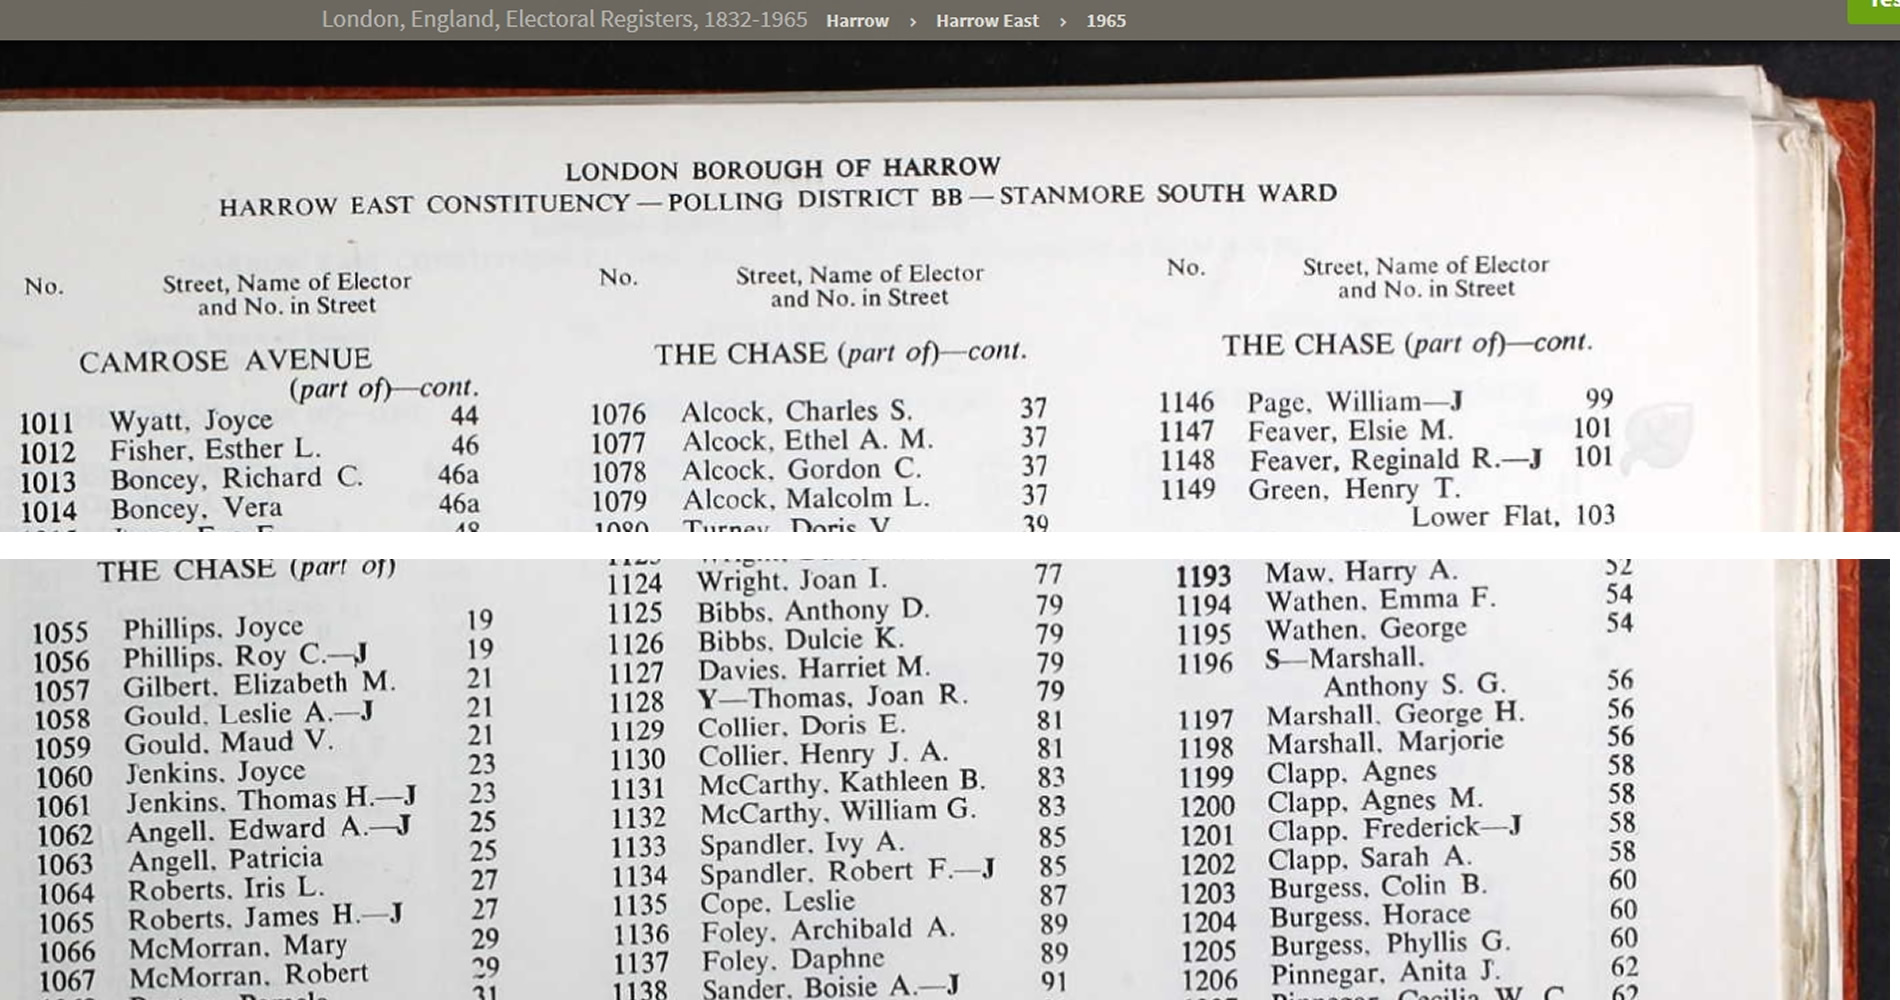 London, England, Electoral Registers, 1832-1965 Harrow › Harrow East › 1965
LONDON BOROUGH OF HARROW
HARROW EAST CONSTITUENCY — POLLING DISTRICT BB — STANMORE SOUTH WARD
No. Street, Name of Elector
and No. in Street
CAMROSE AVENUE
(part of)—cont.
1011 Wyatt, Joyce 44
1012 Fisher, Esther L. 46
1013 Boncey, Richard C. 46a
1014 Boncey, Vera 46a
48
No. Street, Name of Elector
and No. in Street
THE CHASE (part of)—cont.
1076 Alcock, Charles S. 37
1077 Alcock, Ethel A. M. 37
1078 Alcock, Gordon C. 37
1079 Alcock, Malcolm L. 37
1080 Turney, Doris V. 39
No. Street, Name of Elector
and No. in Street
THE CHASE (part of)—cont.
1146 Page, William—J 99
1147 Feaver, Elsie M. 101
1148 Feaver, Reginald R.—J 101
1149 Green, Henry T.
Lower Flat, 103
THE CHASE (part of)
1055 Phillips, Joyce 19
1056 Phillips, Roy C.—J 19
1057 Gilbert, Elizabeth M. 21
1058 Gould, Leslie A.—J 21
1059 Gould, Maud V. 21
1060 Jenkins, Joyce 23
1061 Jenkins, Thomas H.—J 23
1062 Angell, Edward A.—J 25
1063 Angell, Patricia 25
1064 Roberts, Iris L. 27
1065 Roberts, James H.—J 27
1066 McMorran, Mary 29
1067 McMorran, Robert 29
31
1124 Wright, Joan I. 77
1125 Bibbs, Anthony D. 79
1126 Bibbs, Dulcie K. 79
1127 Davies, Harriet M. 79
1128 Y—Thomas, Joan R. 79
1129 Collier, Doris E. 81
1130 Collier, Henry J. A. 81
1131 McCarthy, Kathleen B. 83
1132 McCarthy, William G. 83
1133 Spandler, Ivy A. 85
1134 Spandler, Robert F.—J 85
1135 Cope, Leslie 87
1136 Foley, Archibald A. 89
1137 Foley, Daphne 89
1138 Sander, Boisie A.—J 91
1193 Maw, Harry A. 52
1194 Wathen, Emma F. 54
1195 Wathen, George 54
1196 S—Marshall,
Anthony S. G. 56
1197 Marshall, George H. 56
1198 Marshall, Marjorie 56
1199 Clapp, Agnes 58
1200 Clapp, Agnes M. 58
1201 Clapp, Frederick—J 58
1202 Clapp, Sarah A. 58
1203 Burgess, Colin B. 60
1204 Burgess, Horace 60
1205 Burgess, Phyllis G. 60
1206 Pinnegar, Anita J. 62
Cecilia W. C. 62